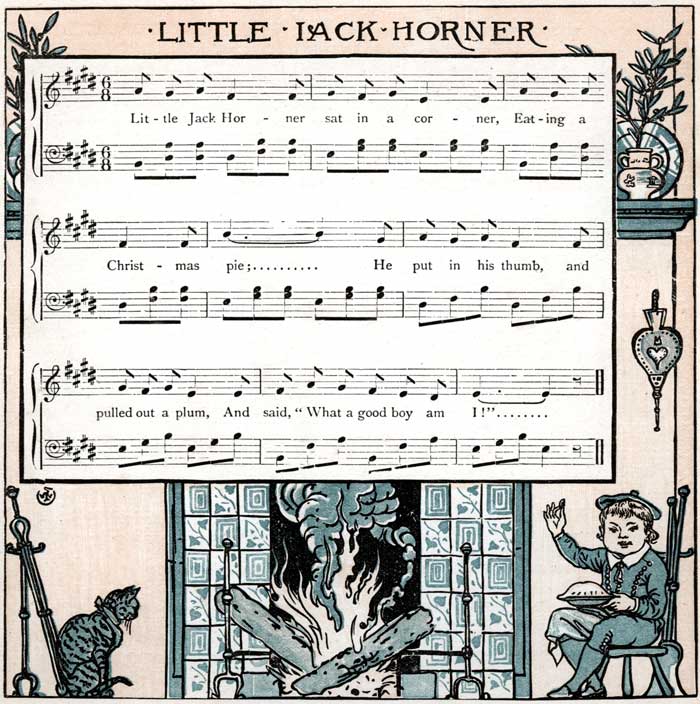 ·LITTLE·JACK·HORNER·
Lit-tle Jack Hor - ner sat in a cor - ner, Eat-ing a
Christ - mas pie;.......... He put in his thumb, and
pulled out a plum, And said, "What a good boy am I!"........